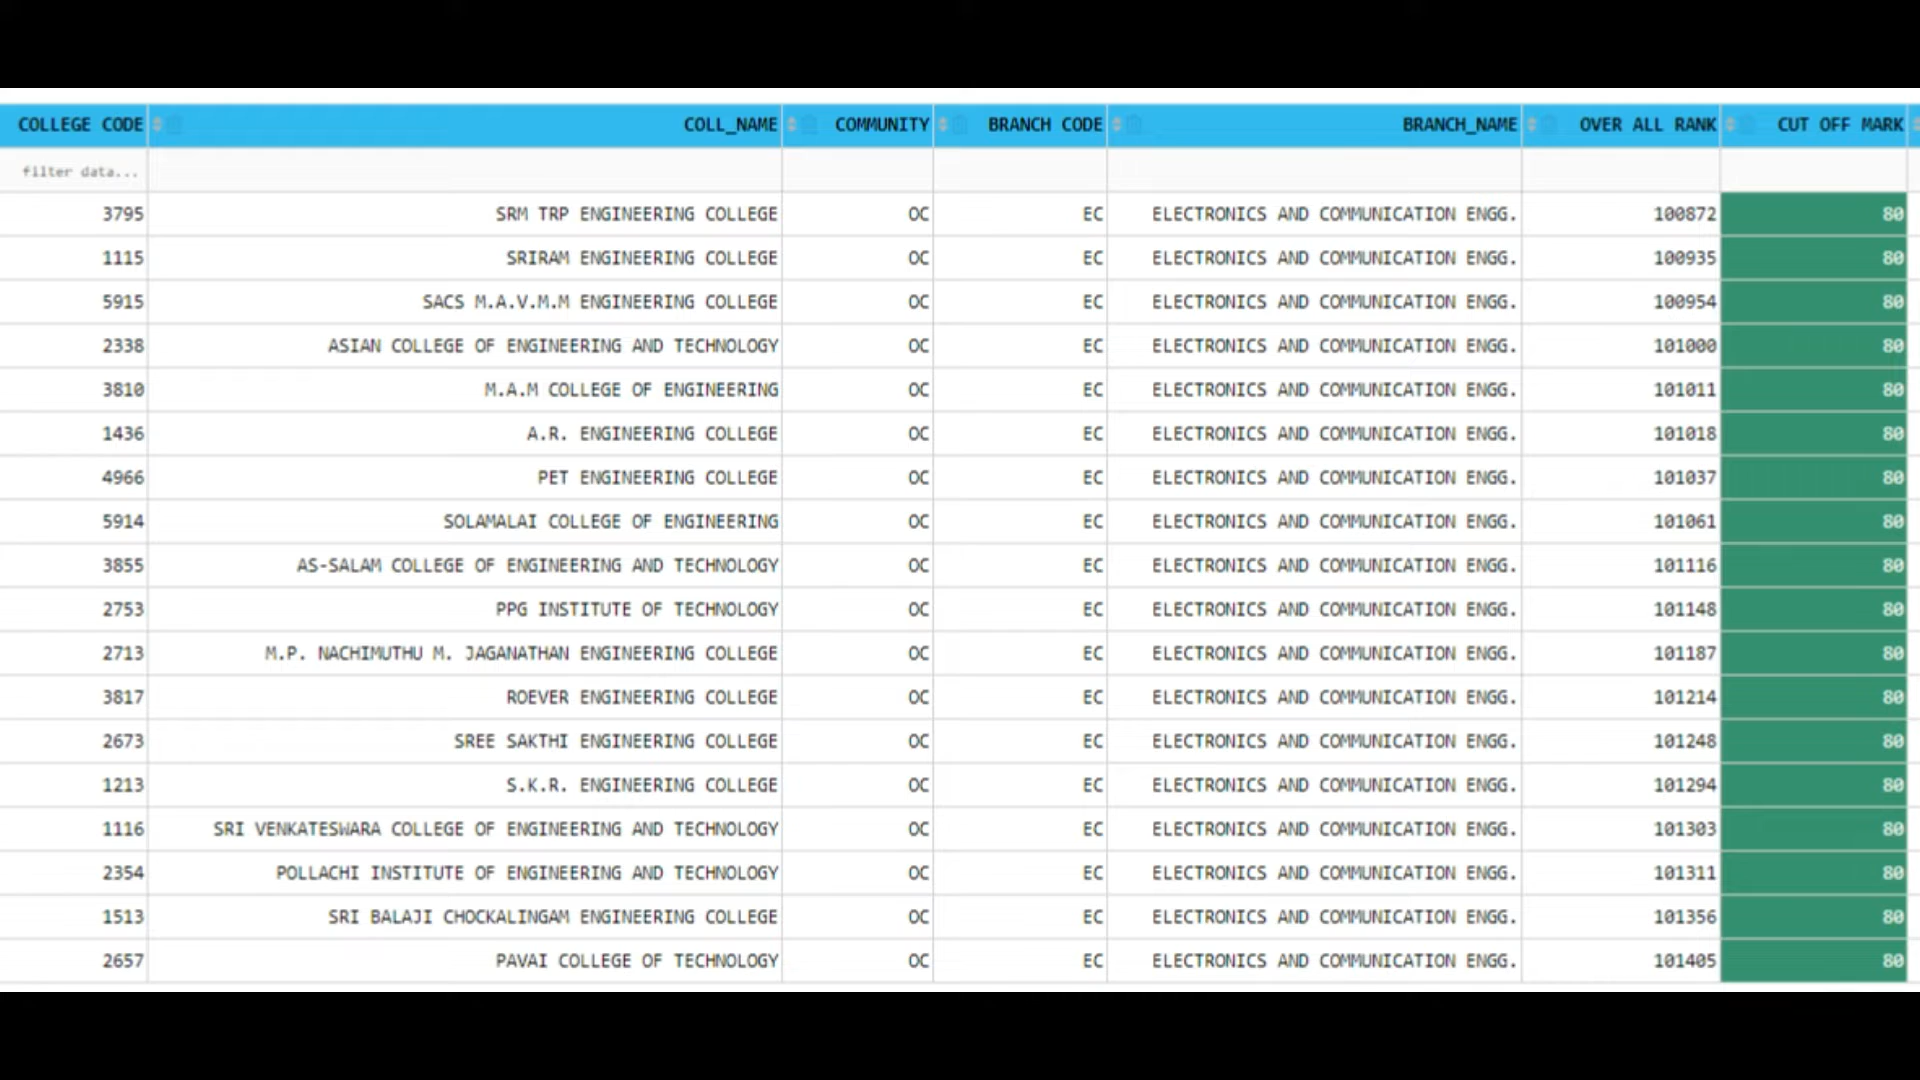 COLLEGE CODE COLL_NAME COMMUNITY BRANCH CODE BRANCH_NAME OVER ALL RANK CUT OFF MARK
filter data...
3795 SRM TRP ENGINEERING COLLEGE OC EC ELECTRONICS AND COMMUNICATION ENGG. 100872 80
1115 SRIRAM ENGINEERING COLLEGE OC EC ELECTRONICS AND COMMUNICATION ENGG. 100935 80
5915 SACS M.A.V.M.M ENGINEERING COLLEGE OC EC ELECTRONICS AND COMMUNICATION ENGG. 100954 80
2338 ASIAN COLLEGE OF ENGINEERING AND TECHNOLOGY OC EC ELECTRONICS AND COMMUNICATION ENGG. 101000 80
3810 M.A.M COLLEGE OF ENGINEERING OC EC ELECTRONICS AND COMMUNICATION ENGG. 101011 80
1436 A.R. ENGINEERING COLLEGE OC EC ELECTRONICS AND COMMUNICATION ENGG. 101018 80
4966 PET ENGINEERING COLLEGE OC EC ELECTRONICS AND COMMUNICATION ENGG. 101037 80
5914 SOLAMALAI COLLEGE OF ENGINEERING OC EC ELECTRONICS AND COMMUNICATION ENGG. 101061 80
3855 AS-SALAM COLLEGE OF ENGINEERING AND TECHNOLOGY OC EC ELECTRONICS AND COMMUNICATION ENGG. 101116 80
2753 PPG INSTITUTE OF TECHNOLOGY OC EC ELECTRONICS AND COMMUNICATION ENGG. 101148 80
2713 M.P. NACHIMUTHU M. JAGANATHAN ENGINEERING COLLEGE OC EC ELECTRONICS AND COMMUNICATION ENGG. 101187 80
3817 ROEVER ENGINEERING COLLEGE OC EC ELECTRONICS AND COMMUNICATION ENGG. 101214 80
2673 SREE SAKTHI ENGINEERING COLLEGE OC EC ELECTRONICS AND COMMUNICATION ENGG. 101248 80
1213 S.K.R. ENGINEERING COLLEGE OC EC ELECTRONICS AND COMMUNICATION ENGG. 101294 80
1116 SRI VENKATESWARA COLLEGE OF ENGINEERING AND TECHNOLOGY OC EC ELECTRONICS AND COMMUNICATION ENGG. 101303 80
2354 POLLACHI INSTITUTE OF ENGINEERING AND TECHNOLOGY OC EC ELECTRONICS AND COMMUNICATION ENGG. 101311 80
1513 SRI BALAJI CHOCKALINGAM ENGINEERING COLLEGE OC EC ELECTRONICS AND COMMUNICATION ENGG. 101356 80
2657 PAVAI COLLEGE OF TECHNOLOGY OC EC ELECTRONICS AND COMMUNICATION ENGG. 101405 80